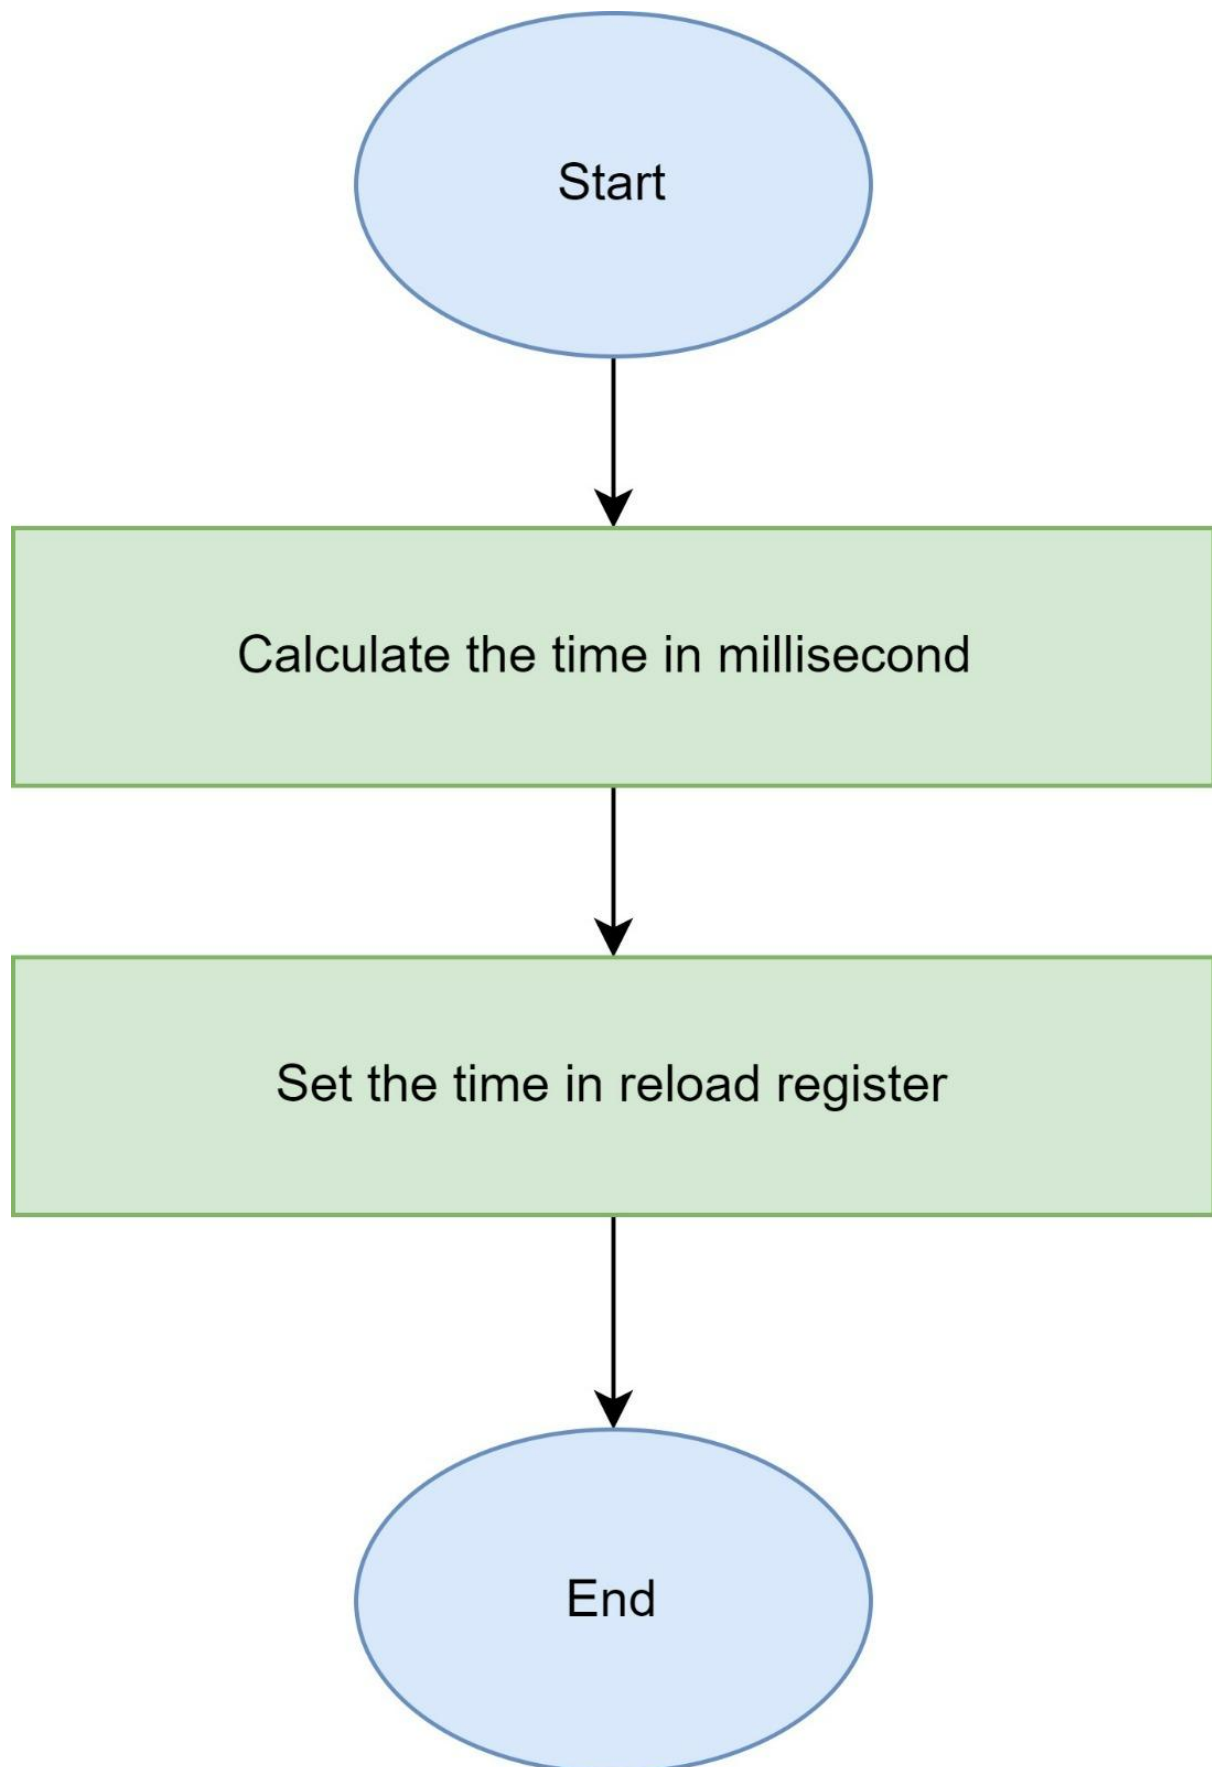 Start
Calculate the time in millisecond
Set the time in reload register
End